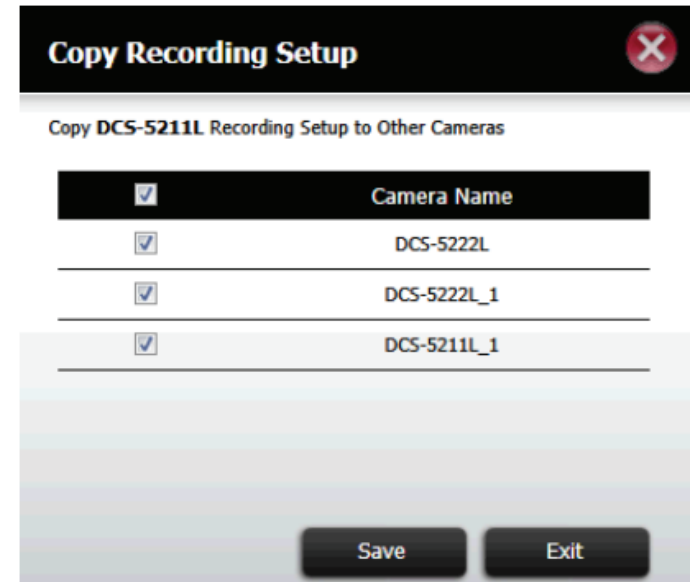 Copy Recording Setup
Copy DCS-5211L Recording Setup to Other Cameras
Camera Name
DCS-5222L
DCS-5222L_1
DCS-5211L_1
Save Exit